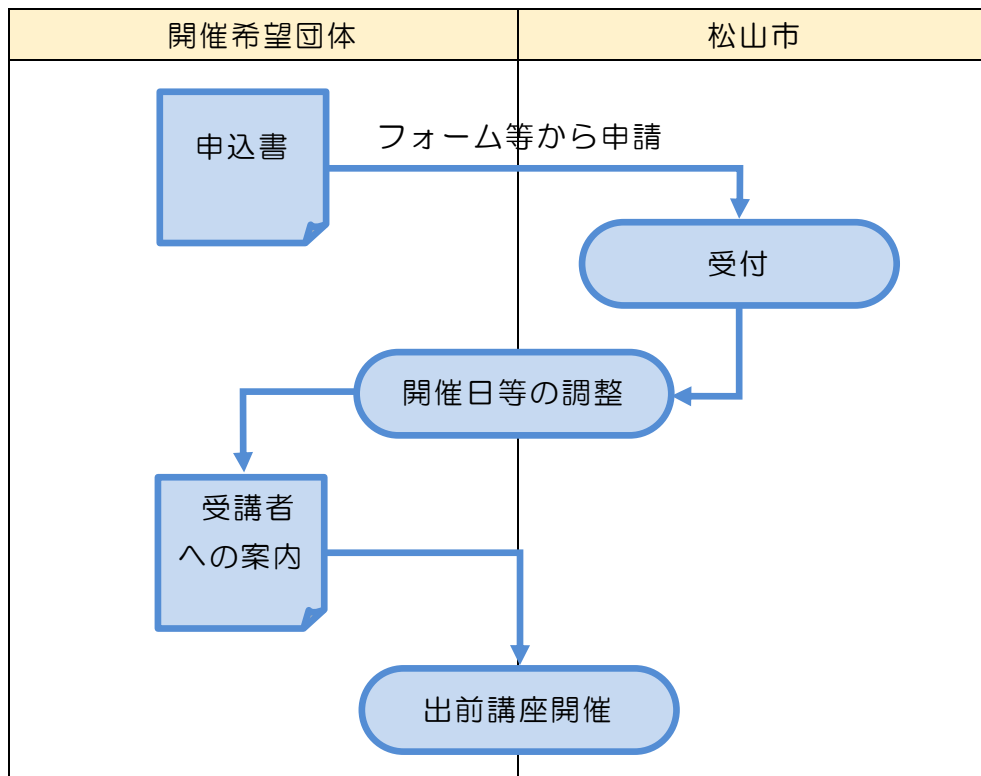 開催希望団体
松山市
申込書
フォーム等から申請
受付
開催日等の調整
受講者
への案内
出前講座開催